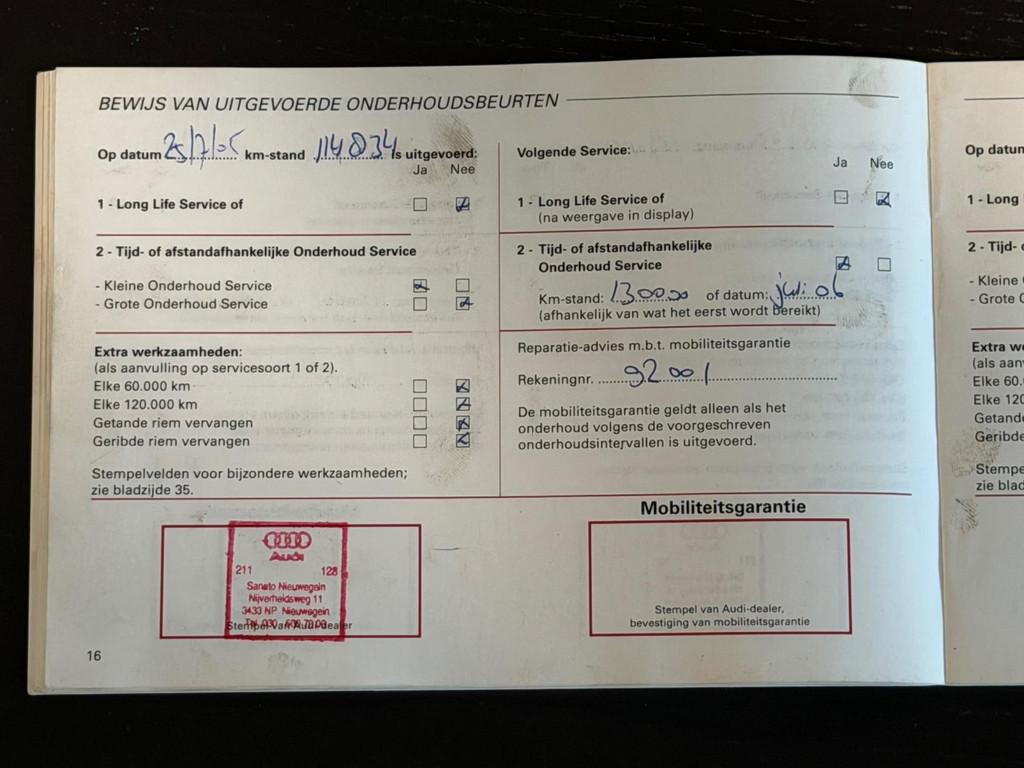 BEWIJS VAN UITGEVOERDE ONDERHOUDSBEURTEN
Op datum 25/7/05 km-stand 114834 is uitgevoerd:
Ja Nee
1 - Long Life Service of
2 - Tijd- of afstandafhankelijke Onderhoud Service
- Kleine Onderhoud Service
- Grote Onderhoud Service
Extra werkzaamheden:
(als aanvulling op servicesoort 1 of 2).
Elke 60.000 km
Elke 120.000 km
Getande riem vervangen
Geribde riem vervangen
Stempelvelden voor bijzondere werkzaamheden;
zie bladzijde 35.
Audi
211 128
Nieuwegein
Nijverheidsweg 11
3433 NP Nieuwegein
Stempel van Audi-dealer
16
Volgende Service:
Ja Nee
1 - Long Life Service of
(na weergave in display)
2 - Tijd- of afstandafhankelijke
Onderhoud Service
Km-stand: 130000 of datum: juli 06
(afhankelijk van wat het eerst wordt bereikt)
Reparatie-advies m.b.t. mobiliteitsgarantie
Rekeningnr. 92001
De mobiliteitsgarantie geldt alleen als het
onderhoud volgens de voorgeschreven
onderhoudsintervallen is uitgevoerd.
Mobiliteitsgarantie
Stempel van Audi-dealer,
bevestiging van mobiliteitsgarantie
Op datum
1 - Long
2 - Tijd-
- Kleine
- Grote
Extra
(als
Elke 60.
Elke 120
Getande
Geribde
zie